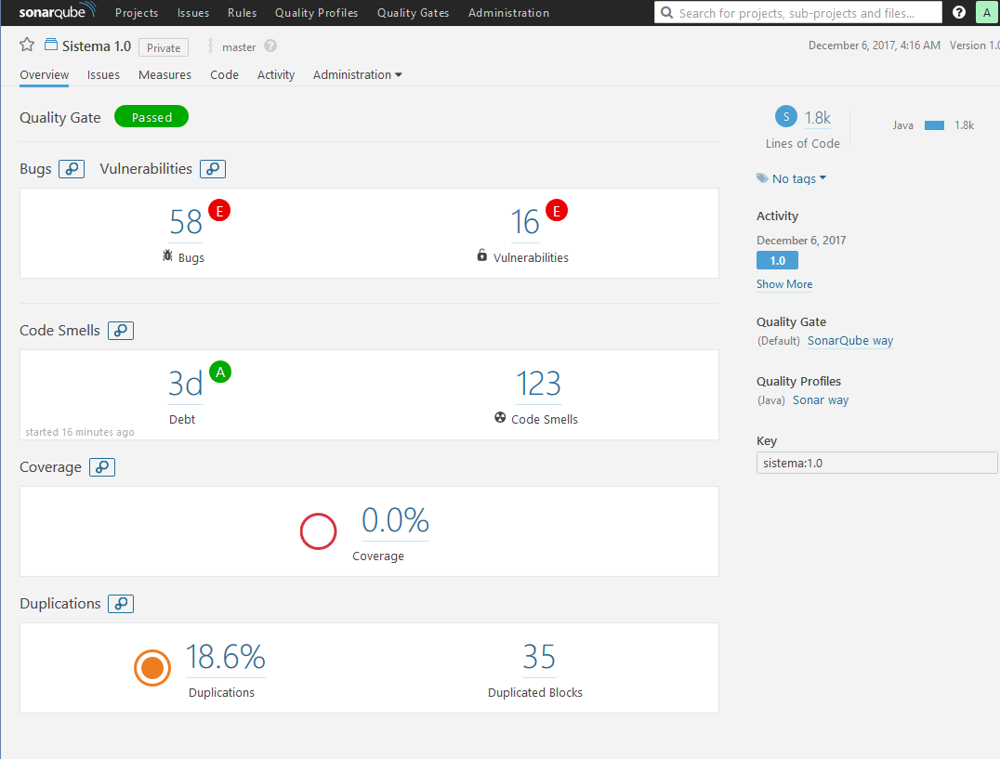 sonarqube Projects Issues Rules Quality Profiles Quality Gates Administration Search for projects, sub-projects and files... ? A
Sistema 1.0 Private master ? December 6, 2017, 4:16 AM Version 1.0
Overview Issues Measures Code Activity Administration
Quality Gate Passed
S 1.8k Java 1.8k
Lines of Code
Bugs Vulnerabilities
No tags
58 E 16 E
Bugs Vulnerabilities
Activity
December 6, 2017
1.0
Show More
Code Smells
Quality Gate
(Default) SonarQube way
3d A 123
Debt Code Smells
started 16 minutes ago
Quality Profiles
(Java) Sonar way
Key
sistema:1.0
Coverage
0.0%
Coverage
Duplications
18.6% 35
Duplications Duplicated Blocks